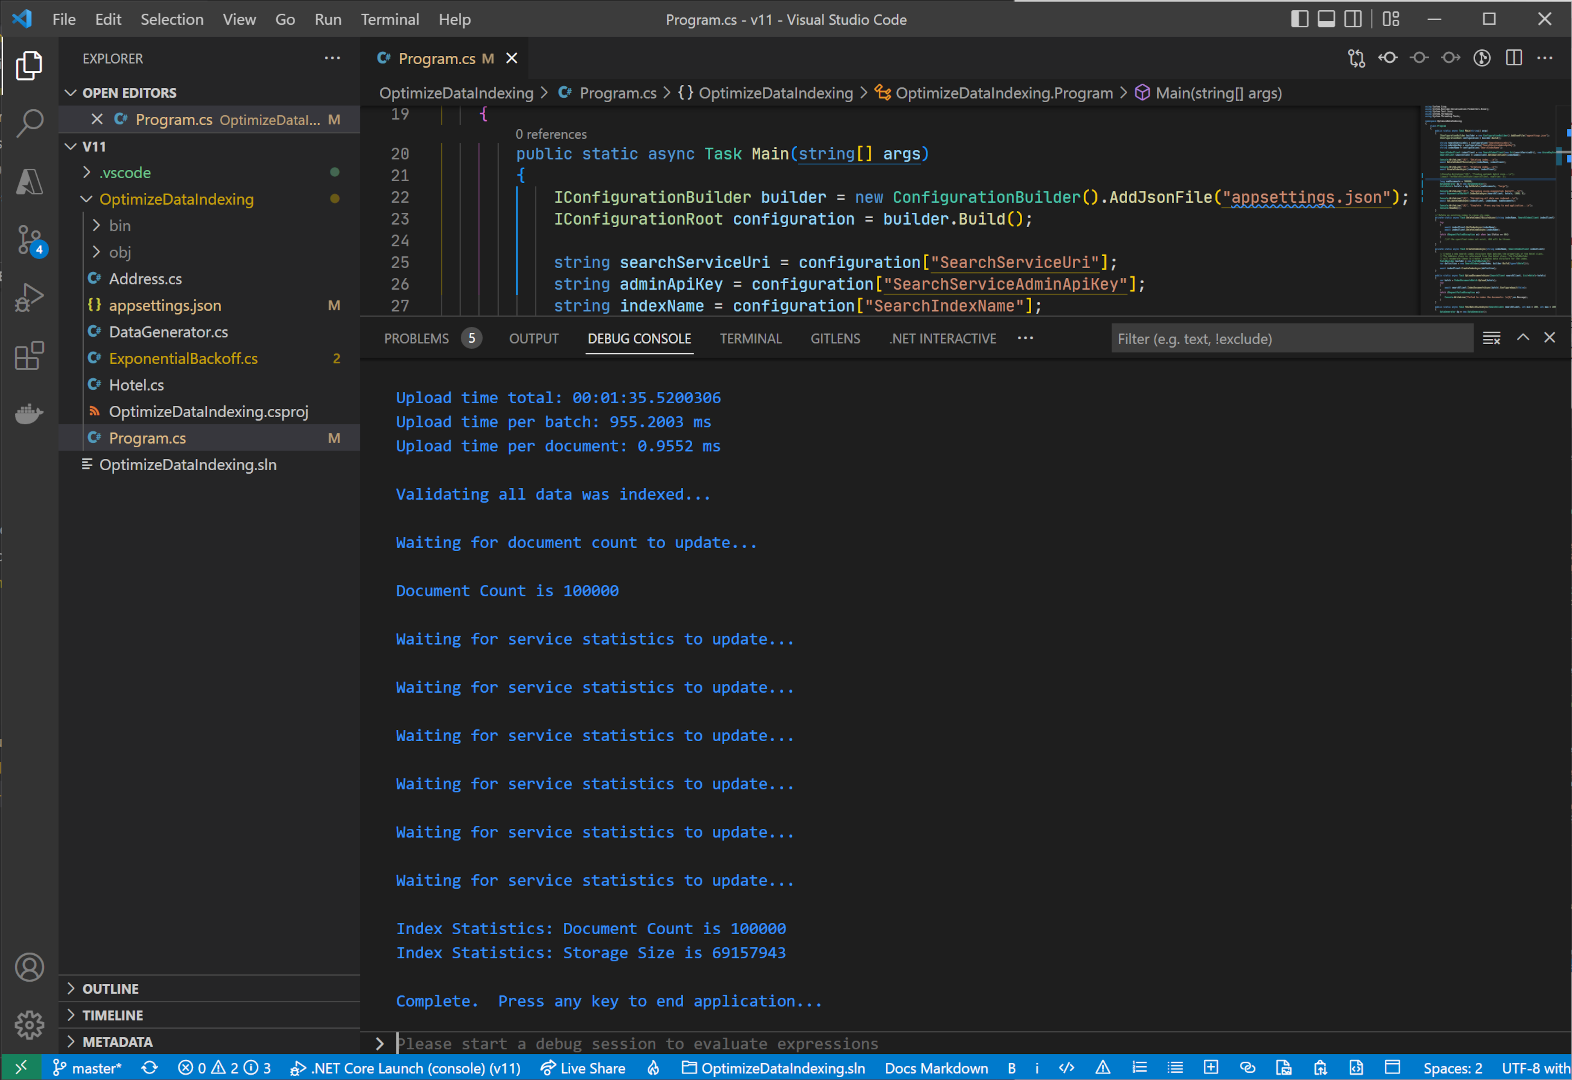 File Edit Selection View Go Run Terminal Help
Program.cs - v11 - Visual Studio Code
EXPLORER
OPEN EDITORS
Program.cs OptimizeDataI... M
V11
.vscode
OptimizeDataIndexing
bin
obj
Address.cs
appsettings.json M
DataGenerator.cs
ExponentialBackoff.cs 2
Hotel.cs
OptimizeDataIndexing.csproj
Program.cs M
OptimizeDataIndexing.sln
4
OUTLINE
TIMELINE
METADATA
Program.cs M
OptimizeDataIndexing > Program.cs > {} OptimizeDataIndexing > OptimizeDataIndexing.Program > Main(string[] args)
19 {
0 references
20 public static async Task Main(string[] args)
21 {
22 IConfigurationBuilder builder = new ConfigurationBuilder().AddJsonFile("appsettings.json");
23 IConfigurationRoot configuration = builder.Build();
24
25 string searchServiceUri = configuration["SearchServiceUri"];
26 string adminApiKey = configuration["SearchServiceAdminApiKey"];
27 string indexName = configuration["SearchIndexName"];
PROBLEMS 5 OUTPUT DEBUG CONSOLE TERMINAL GITLENS .NET INTERACTIVE ...
Filter (e.g. text, !exclude)
Upload time total: 00:01:35.5200306
Upload time per batch: 955.2003 ms
Upload time per document: 0.9552 ms
Validating all data was indexed...
Waiting for document count to update...
Document Count is 100000
Waiting for service statistics to update...
Waiting for service statistics to update...
Waiting for service statistics to update...
Waiting for service statistics to update...
Waiting for service statistics to update...
Waiting for service statistics to update...
Index Statistics: Document Count is 100000
Index Statistics: Storage Size is 69157943
Complete.  Press any key to end application...
Please start a debug session to evaluate expressions
master* 0 2 3 .NET Core Launch (console) (v11) Live Share OptimizeDataIndexing.sln Docs Markdown B i Spaces: 2 UTF-8 with